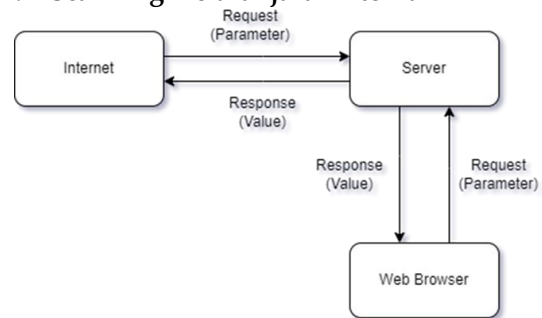 Request
(Parameter)
Internet
Server
Response
(Value)
Response
(Value)
Request
(Parameter)
Web Browser